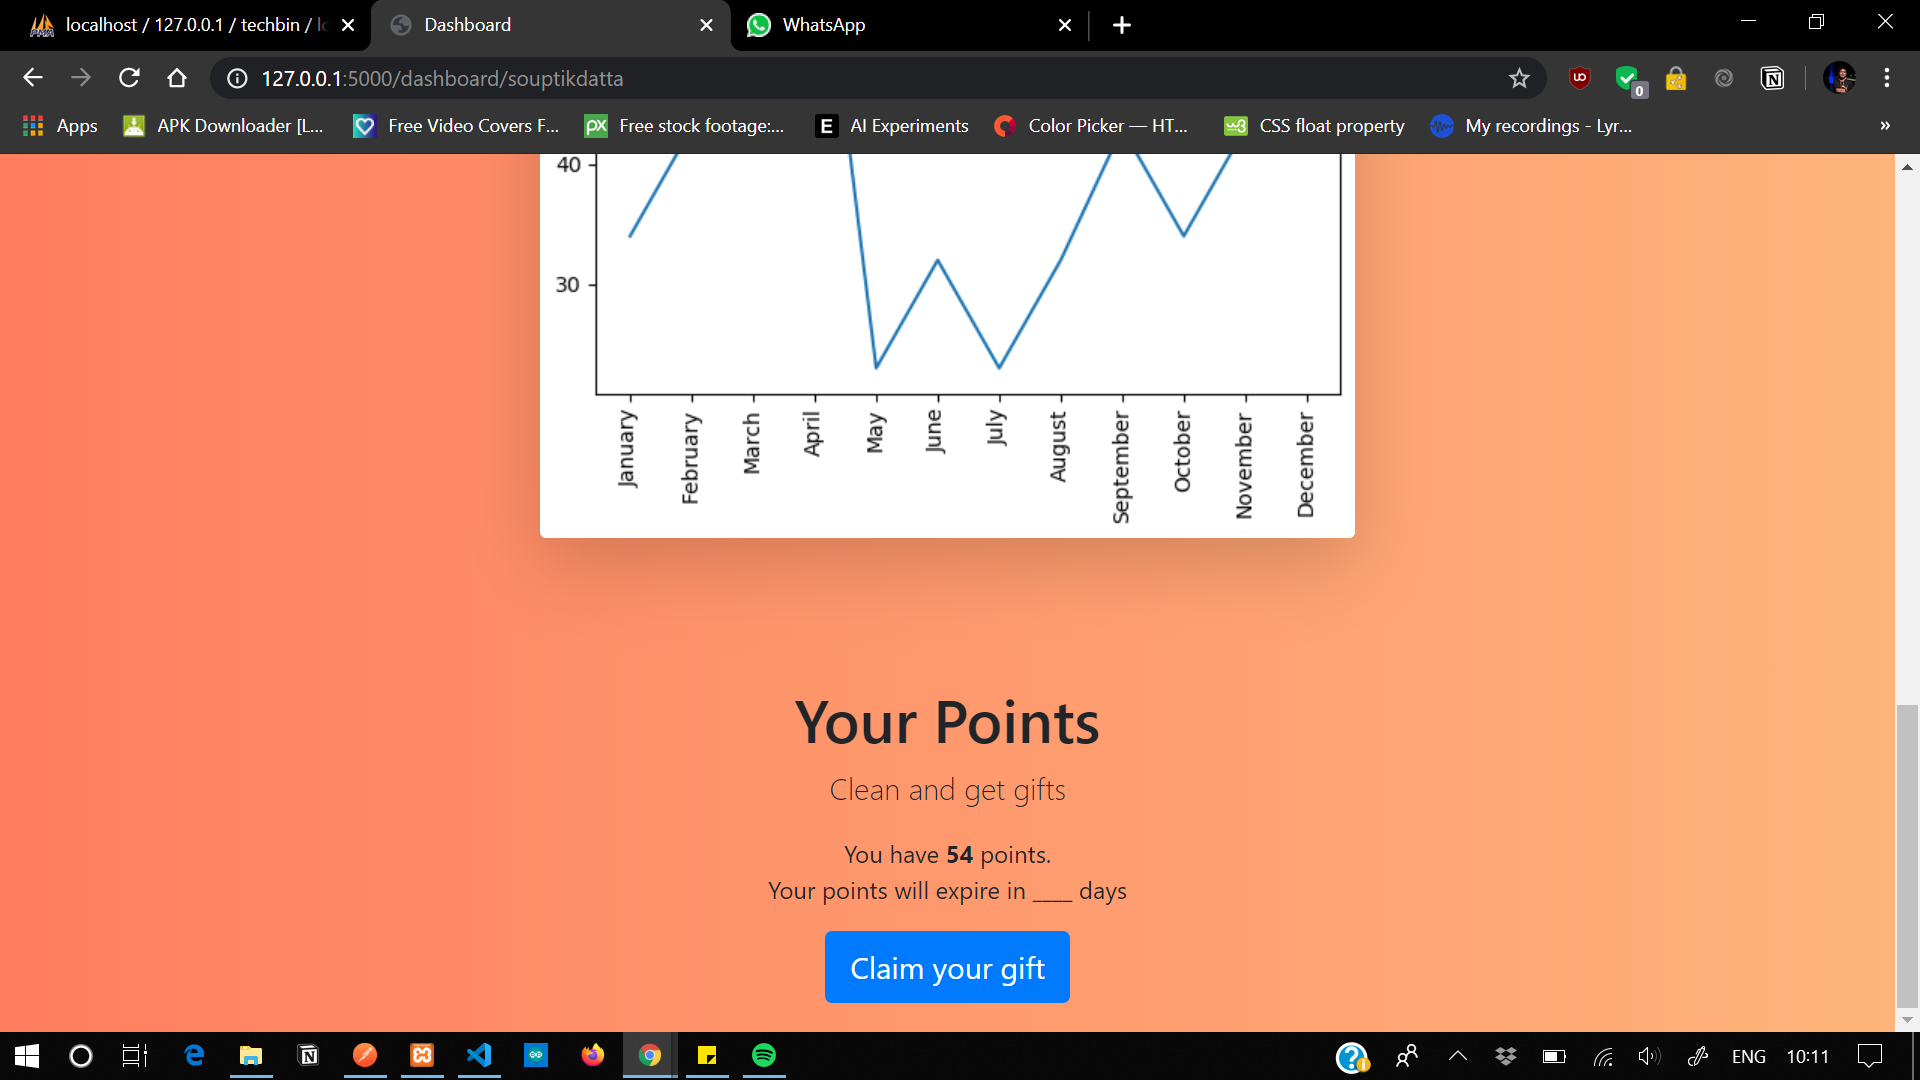 localhost / 127.0.0.1 / techbin / lo
Dashboard
WhatsApp
127.0.0.1:5000/dashboard/souptikdatta
0
Apps
APK Downloader [L...
Free Video Covers F...
Free stock footage:...
AI Experiments
Color Picker — HT...
CSS float property
My recordings - Lyr...
40
30
January
February
March
April
May
June
July
August
September
October
November
December
Your Points
Clean and get gifts
You have 54 points.
Your points will expire in ____ days
Claim your gift
ENG
10:11